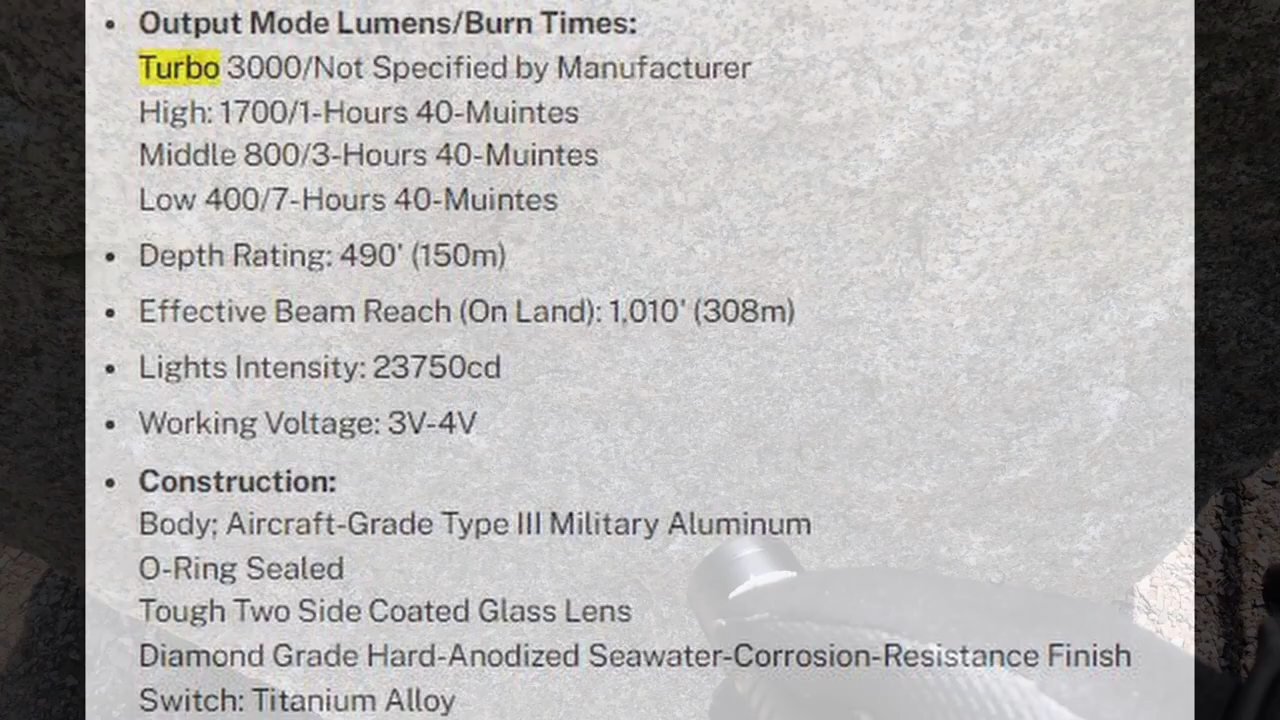 Output Mode Lumens/Burn Times:
Turbo 3000/Not Specified by Manufacturer
High: 1700/1-Hours 40-Muintes
Middle 800/3-Hours 40-Muintes
Low 400/7-Hours 40-Muintes
Depth Rating: 490' (150m)
Effective Beam Reach (On Land): 1,010' (308m)
Lights Intensity: 23750cd
Working Voltage: 3V-4V
Construction:
Body; Aircraft-Grade Type III Military Aluminum
O-Ring Sealed
Tough Two Side Coated Glass Lens
Diamond Grade Hard-Anodized Seawater-Corrosion-Resistance Finish
Switch: Titanium Alloy